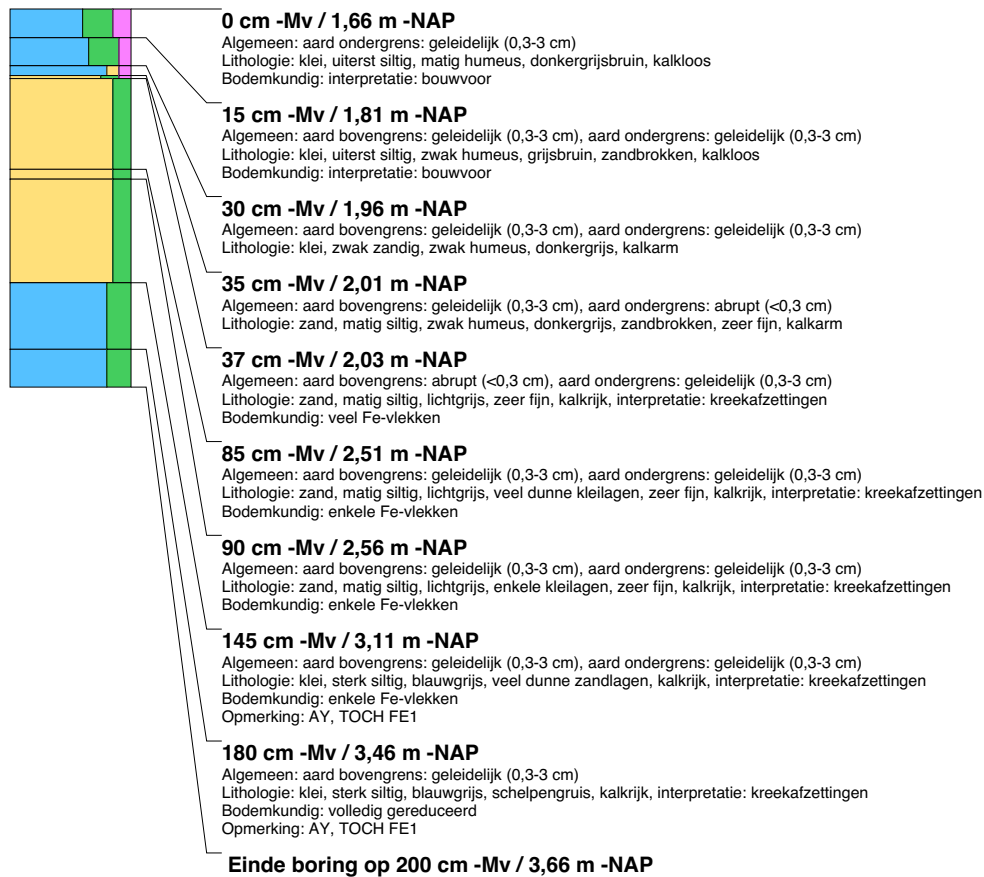 0 cm -Mv / 1,66 m -NAP
Algemeen: aard ondergrens: geleidelijk (0,3-3 cm)
Lithologie: klei, uiterst siltig, matig humeus, donkergrijsbruin, kalkloos
Bodemkundig: interpretatie: bouwvoor
15 cm -Mv / 1,81 m -NAP
Algemeen: aard bovengrens: geleidelijk (0,3-3 cm), aard ondergrens: geleidelijk (0,3-3 cm)
Lithologie: klei, uiterst siltig, zwak humeus, grijsbruin, zandbrokken, kalkloos
Bodemkundig: interpretatie: bouwvoor
30 cm -Mv / 1,96 m -NAP
Algemeen: aard bovengrens: geleidelijk (0,3-3 cm), aard ondergrens: geleidelijk (0,3-3 cm)
Lithologie: klei, zwak zandig, zwak humeus, donkergrijs, kalkarm
35 cm -Mv / 2,01 m -NAP
Algemeen: aard bovengrens: geleidelijk (0,3-3 cm), aard ondergrens: abrupt (<0,3 cm)
Lithologie: zand, matig siltig, zwak humeus, donkergrijs, zandbrokken, zeer fijn, kalkarm
37 cm -Mv / 2,03 m -NAP
Algemeen: aard bovengrens: abrupt (<0,3 cm), aard ondergrens: geleidelijk (0,3-3 cm)
Lithologie: zand, matig siltig, lichtgrijs, zeer fijn, kalkrijk, interpretatie: kreekafzettingen
Bodemkundig: veel Fe-vlekken
85 cm -Mv / 2,51 m -NAP
Algemeen: aard bovengrens: geleidelijk (0,3-3 cm), aard ondergrens: geleidelijk (0,3-3 cm)
Lithologie: zand, matig siltig, lichtgrijs, veel dunne kleilagen, zeer fijn, kalkrijk, interpretatie: kreekafzettingen
Bodemkundig: enkele Fe-vlekken
90 cm -Mv / 2,56 m -NAP
Algemeen: aard bovengrens: geleidelijk (0,3-3 cm), aard ondergrens: geleidelijk (0,3-3 cm)
Lithologie: zand, matig siltig, lichtgrijs, enkele kleilagen, zeer fijn, kalkrijk, interpretatie: kreekafzettingen
Bodemkundig: enkele Fe-vlekken
145 cm -Mv / 3,11 m -NAP
Algemeen: aard bovengrens: geleidelijk (0,3-3 cm), aard ondergrens: geleidelijk (0,3-3 cm)
Lithologie: klei, sterk siltig, blauwgrijs, veel dunne zandlagen, kalkrijk, interpretatie: kreekafzettingen
Bodemkundig: enkele Fe-vlekken
Opmerking: AY, TOCH FE1
180 cm -Mv / 3,46 m -NAP
Algemeen: aard bovengrens: geleidelijk (0,3-3 cm)
Lithologie: klei, sterk siltig, blauwgrijs, schelpengruis, kalkrijk, interpretatie: kreekafzettingen
Bodemkundig: volledig gereduceerd
Opmerking: AY, TOCH FE1
Einde boring op 200 cm -Mv / 3,66 m -NAP